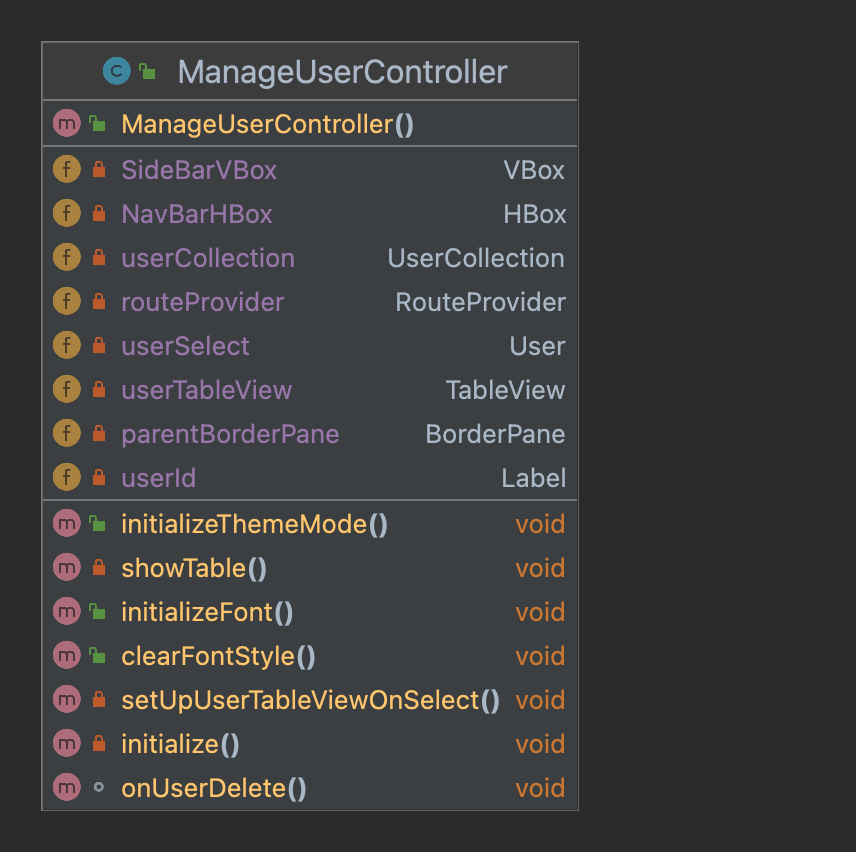 C ManageUserController
m ManageUserController()
f SideBarVBox VBox
f NavBarHBox HBox
f userCollection UserCollection
f routeProvider RouteProvider
f userSelect User
f userTableView TableView
f parentBorderPane BorderPane
f userId Label
m initializeThemeMode() void
m showTable() void
m initializeFont() void
m clearFontStyle() void
m setUpUserTableViewOnSelect() void
m initialize() void
m onUserDelete() void